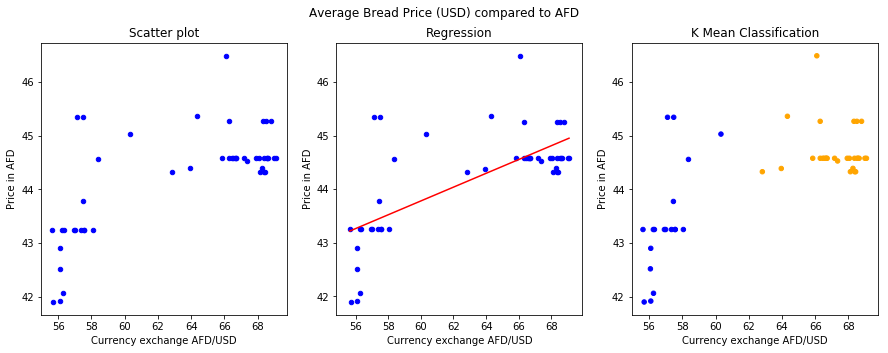 Average Bread Price (USD) compared to AFD
Scatter plot
Price in AFD
46
45
44
43
42
56 58 60 62 64 66 68
Currency exchange AFD/USD
Regression
Price in AFD
46
45
44
43
42
56 58 60 62 64 66 68
Currency exchange AFD/USD
K Mean Classification
Price in AFD
46
45
44
43
42
56 58 60 62 64 66 68
Currency exchange AFD/USD